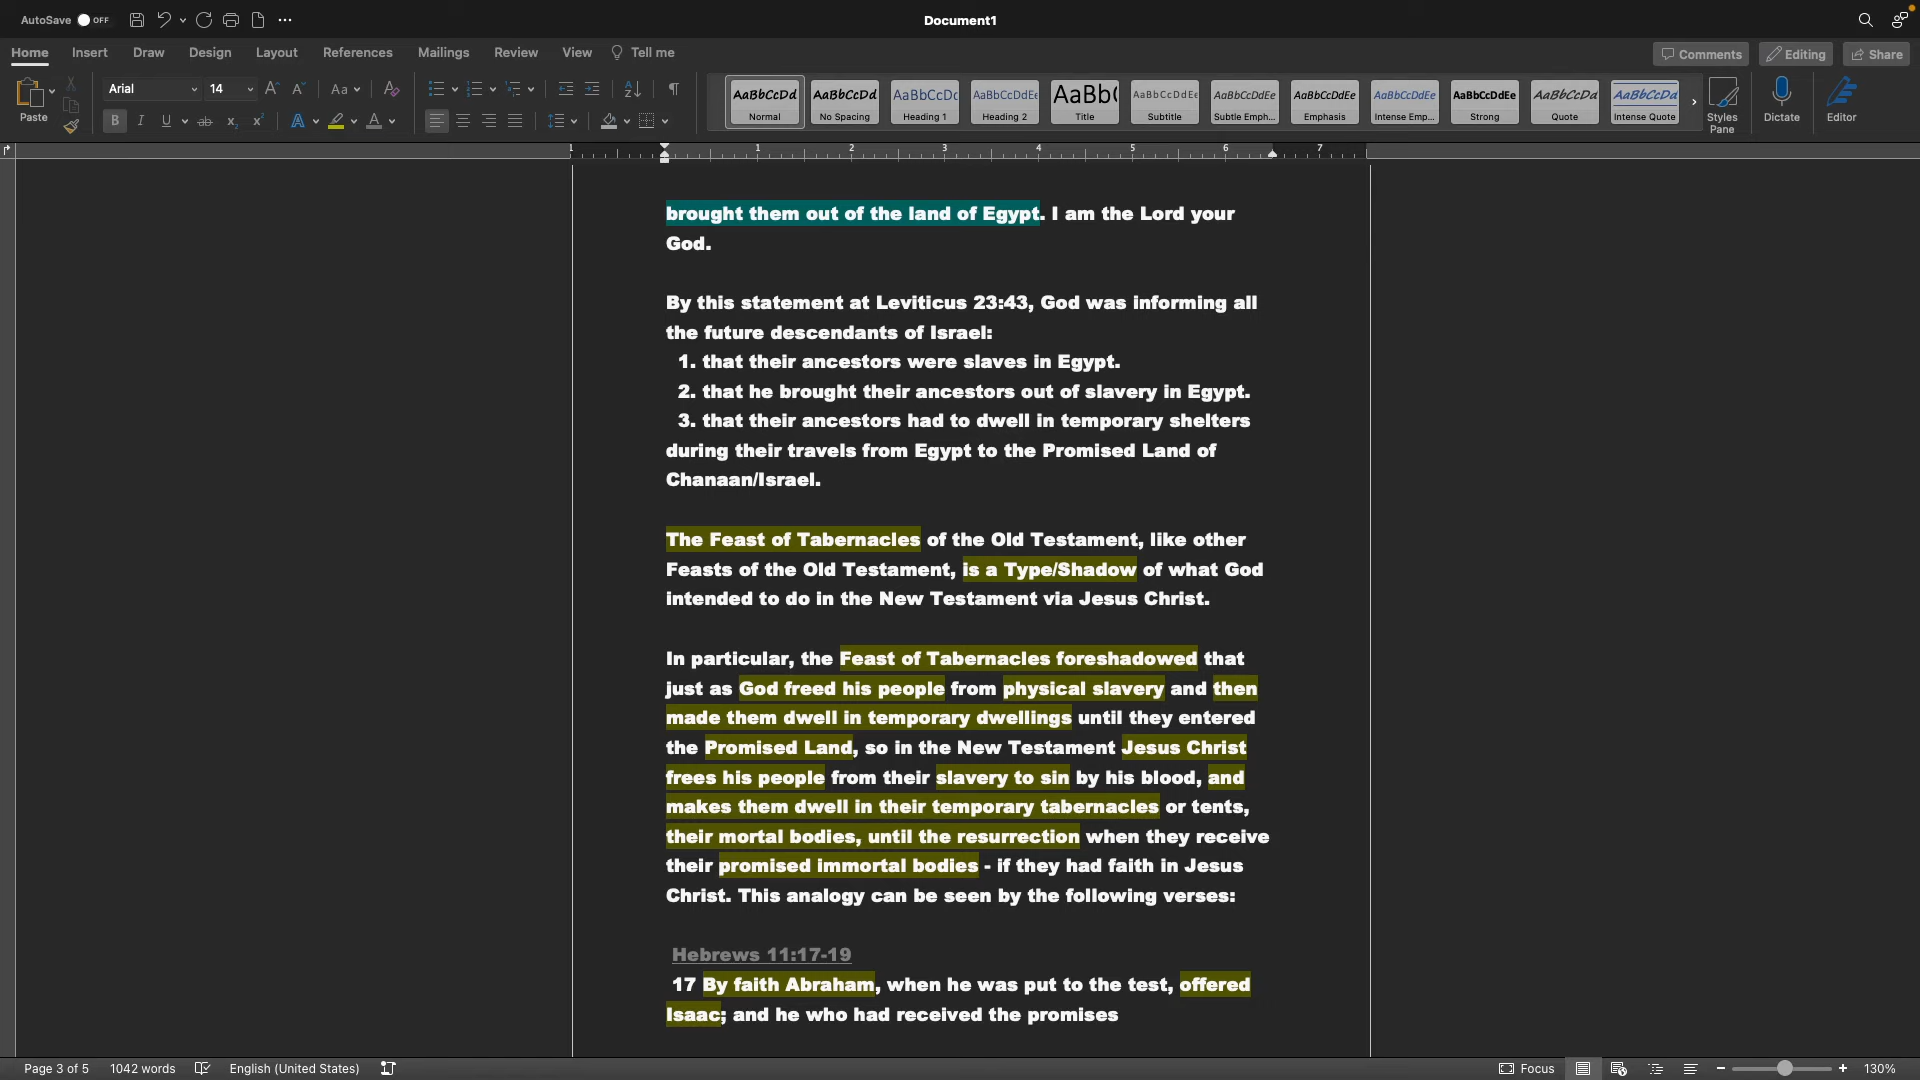 AutoSave OFF
Document1
Home Insert Draw Design Layout References Mailings Review View Tell me
Comments Editing Share
Paste
Arial 14
AaBbCcDd Normal
AaBbCcDd No Spacing
AaBbCcDc Heading 1
AaBbCcDdEe Heading 2
AaBb( Title
AaBbCcDdEe Subtitle
AaBbCcDdEe Subtle Emph...
AaBbCcDdEe Emphasis
AaBbCcDdEe Intense Emp...
AaBbCcDdEe Strong
AaBbCcDd Quote
AaBbCcDd Intense Quote
Styles Pane
Dictate
Editor
1 1 2 3 4 5 6 7
brought them out of the land of Egypt. I am the Lord your
God.
By this statement at Leviticus 23:43, God was informing all
the future descendants of Israel:
1. that their ancestors were slaves in Egypt.
2. that he brought their ancestors out of slavery in Egypt.
3. that their ancestors had to dwell in temporary shelters
during their travels from Egypt to the Promised Land of
Chanaan/Israel.
The Feast of Tabernacles of the Old Testament, like other
Feasts of the Old Testament, is a Type/Shadow of what God
intended to do in the New Testament via Jesus Christ.
In particular, the Feast of Tabernacles foreshadowed that
just as God freed his people from physical slavery and then
made them dwell in temporary dwellings until they entered
the Promised Land, so in the New Testament Jesus Christ
frees his people from their slavery to sin by his blood, and
makes them dwell in their temporary tabernacles or tents,
their mortal bodies, until the resurrection when they receive
their promised immortal bodies - if they had faith in Jesus
Christ. This analogy can be seen by the following verses:
Hebrews 11:17-19
17 By faith Abraham, when he was put to the test, offered
Isaac; and he who had received the promises
Page 3 of 5 1042 words English (United States) Focus 130%